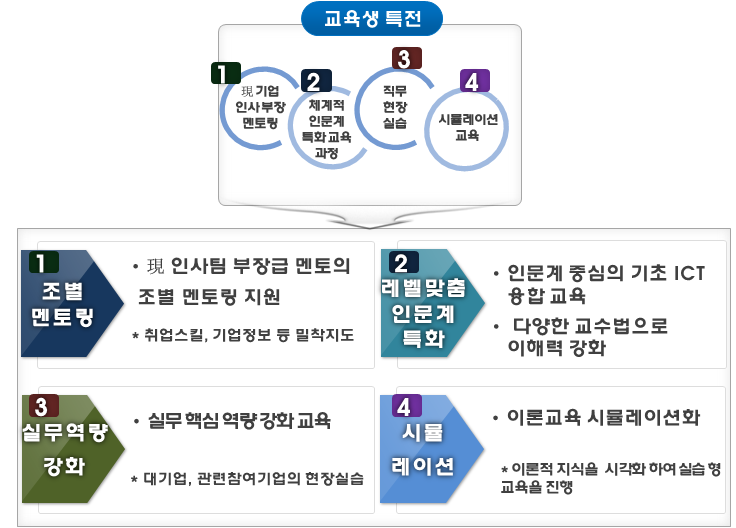 교육생 특전
1
現 기업
인사부장
멘토링
2
체계적
인문계
특화교육
과정
3
직무
현장
실습
4
시뮬레이션
교육
1
조별
멘토링
• 現 인사팀 부장급 멘토의
조별 멘토링 지원
* 취업스킬, 기업정보 등 밀착지도
2
레벨맞춤
인문계
특화
• 인문계 중심의 기초 ICT
융합 교육
• 다양한 교수법으로
이해력 강화
3
실무역량
강화
• 실무 핵심 역량 강화 교육
* 대기업, 관련참여기업의 현장실습
4
시뮬
레이션
• 이론교육 시뮬레이션화
* 이론적 지식을 시각화 하여 실습 형
교육을 진행